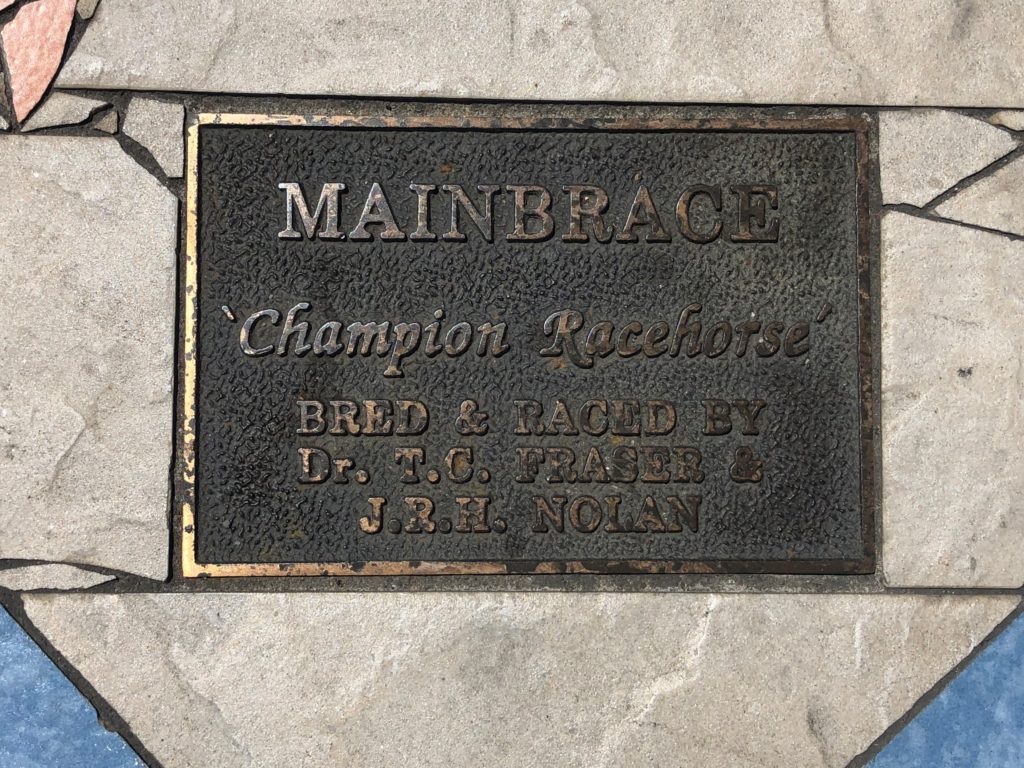 MAINBRACE
‘Champion Racehorse’
BRED & RACED BY
Dr. T.C. FRASER &
J.R.H. NOLAN